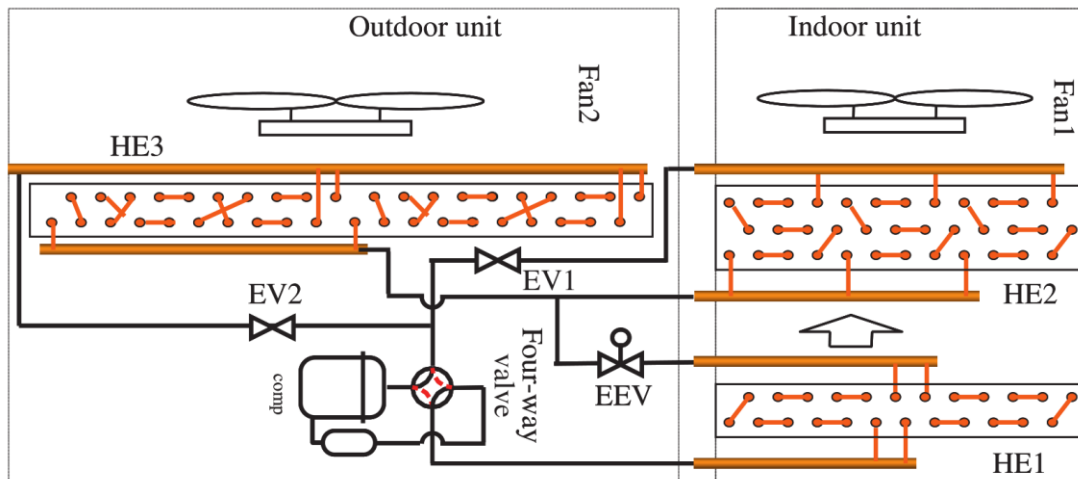 Outdoor unit
Indoor unit
Fan2
Fan1
HE3
EV1
EV2
HE2
Four-way
valve
comp
EEV
HE1